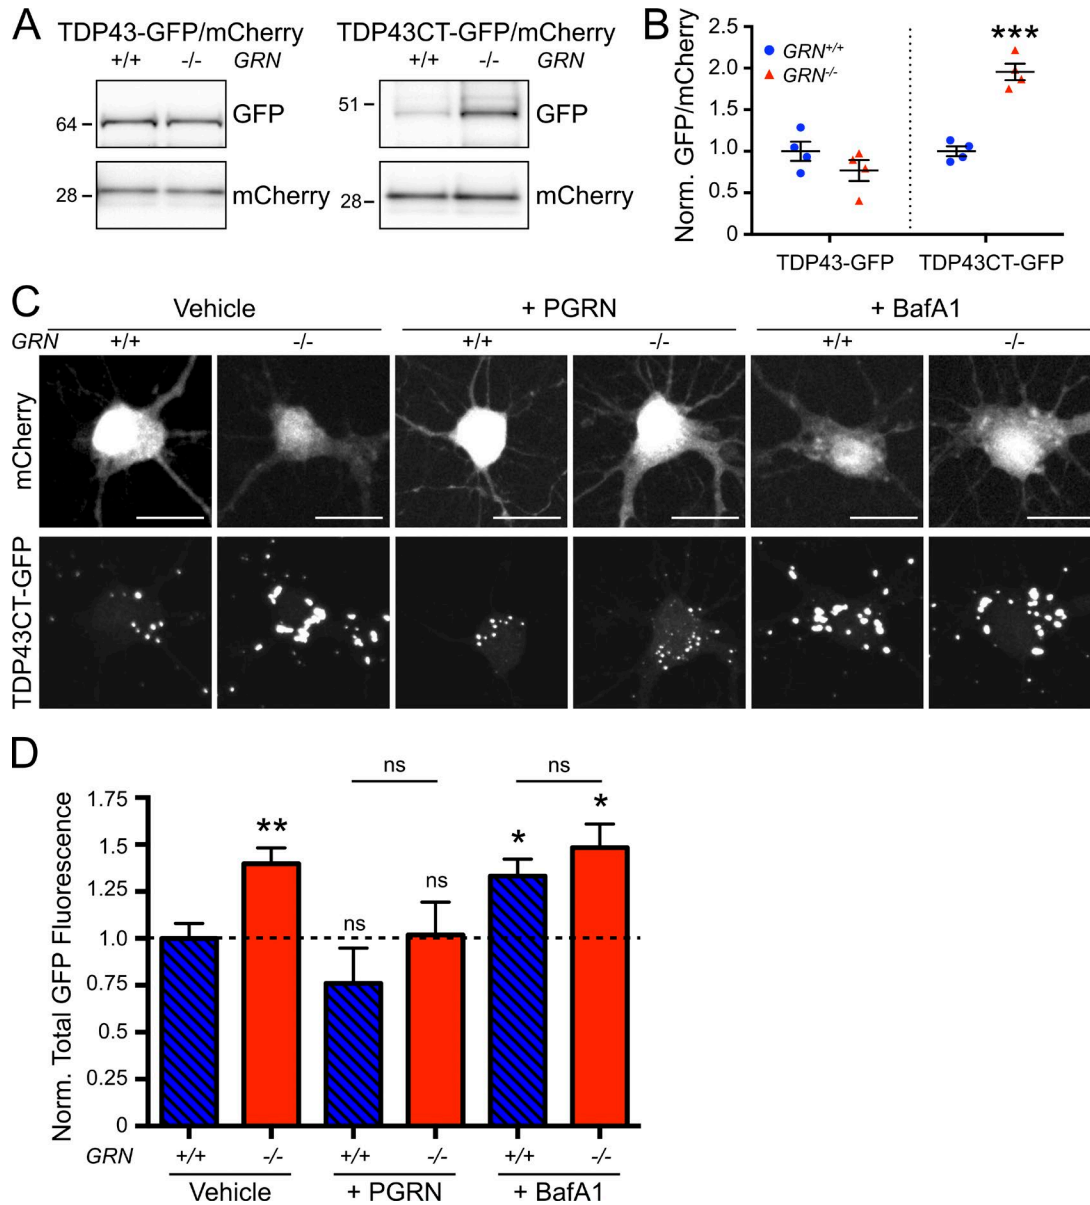 A
TDP43-GFP/mCherry
+/+ -/- GRN
64
GFP
28
mCherry
TDP43CT-GFP/mCherry
+/+ -/- GRN
51
GFP
28
mCherry
B
Norm. GFP/mCherry
2.5
2.0
1.5
1.0
0.5
0
GRN+/+
GRN-/-
***
TDP43-GFP
TDP43CT-GFP
C
Vehicle + PGRN + BafA1
GRN +/+ -/- +/+ -/- +/+ -/-
mCherry
TDP43CT-GFP
D
Norm. Total GFP Fluorescence
1.75
1.5
1.25
1.0
0.75
0.5
0.25
0
ns ns
** ns ns * *
GRN +/+ -/- +/+ -/- +/+ -/-
Vehicle + PGRN + BafA1